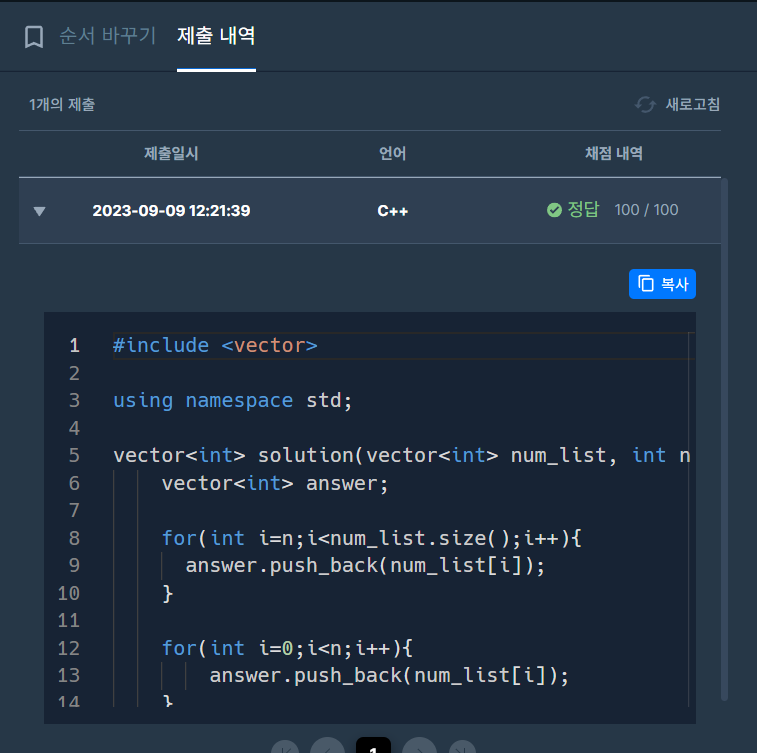 순서 바꾸기 제출 내역
1개의 제출 새로고침
제출일시 언어 채점 내역
2023-09-09 12:21:39 C++ 정답 100 / 100
복사
1 #include <vector>
2
3 using namespace std;
4
5 vector<int> solution(vector<int> num_list, int n
6 vector<int> answer;
7
8 for(int i=n;i<num_list.size();i++){
9 answer.push_back(num_list[i]);
10 }
11
12 for(int i=0;i<n;i++){
13 answer.push_back(num_list[i]);
14 }
1